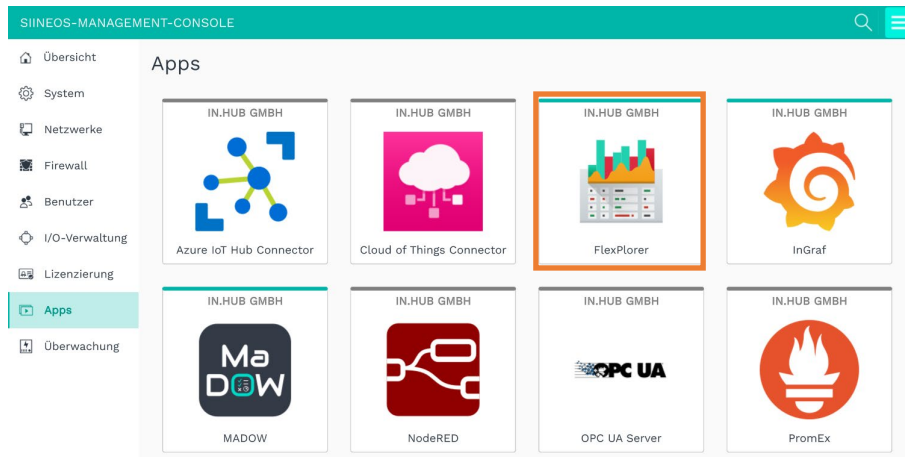 SIINEOS-MANAGEMENT-CONSOLE
Übersicht
System
Netzwerke
Firewall
Benutzer
I/O-Verwaltung
Lizenzierung
Apps
Überwachung
Apps
IN.HUB GMBH
Azure IoT Hub Connector
IN.HUB GMBH
Cloud of Things Connector
IN.HUB GMBH
FlexPlorer
IN.HUB GMBH
InGraf
IN.HUB GMBH
Ma
DOW
MADOW
IN.HUB GMBH
NodeRED
IN.HUB GMBH
OPC UA
OPC UA Server
IN.HUB GMBH
PromEx